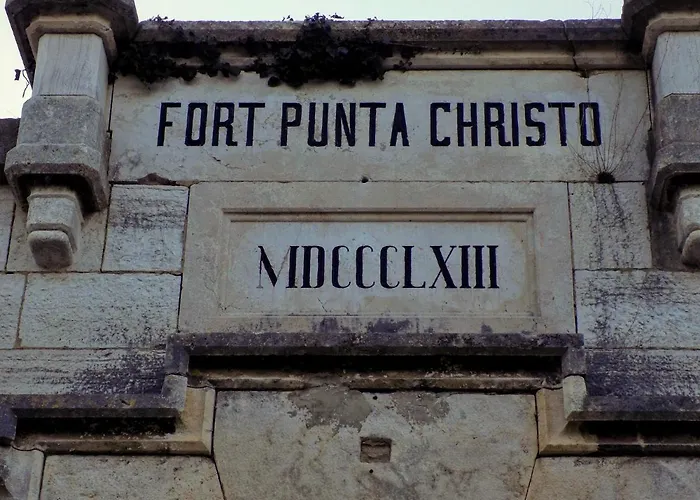 FORT PUNTA CHRISTO
MDCCCLXIII